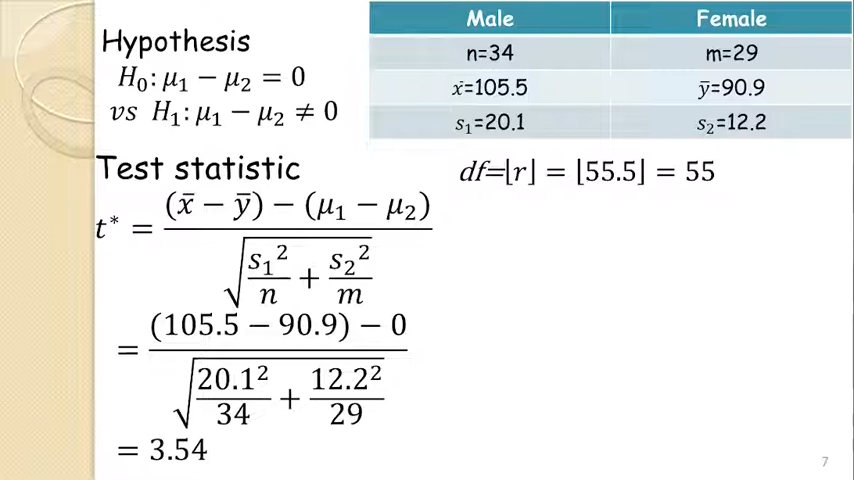 Hypothesis
H₀: μ₁ − μ₂ = 0
vs H₁: μ₁ − μ₂ ≠ 0
Male Female
n=34 m=29
x̄=105.5 ȳ=90.9
s₁=20.1 s₂=12.2
Test statistic
df=⌊r⌋ = ⌊55.5⌋ = 55
t* = ((x̄ − ȳ) − (μ₁ − μ₂)) / √(s₁²/n + s₂²/m)
= ((105.5 − 90.9) − 0) / √(20.1²/34 + 12.2²/29)
= 3.54
7